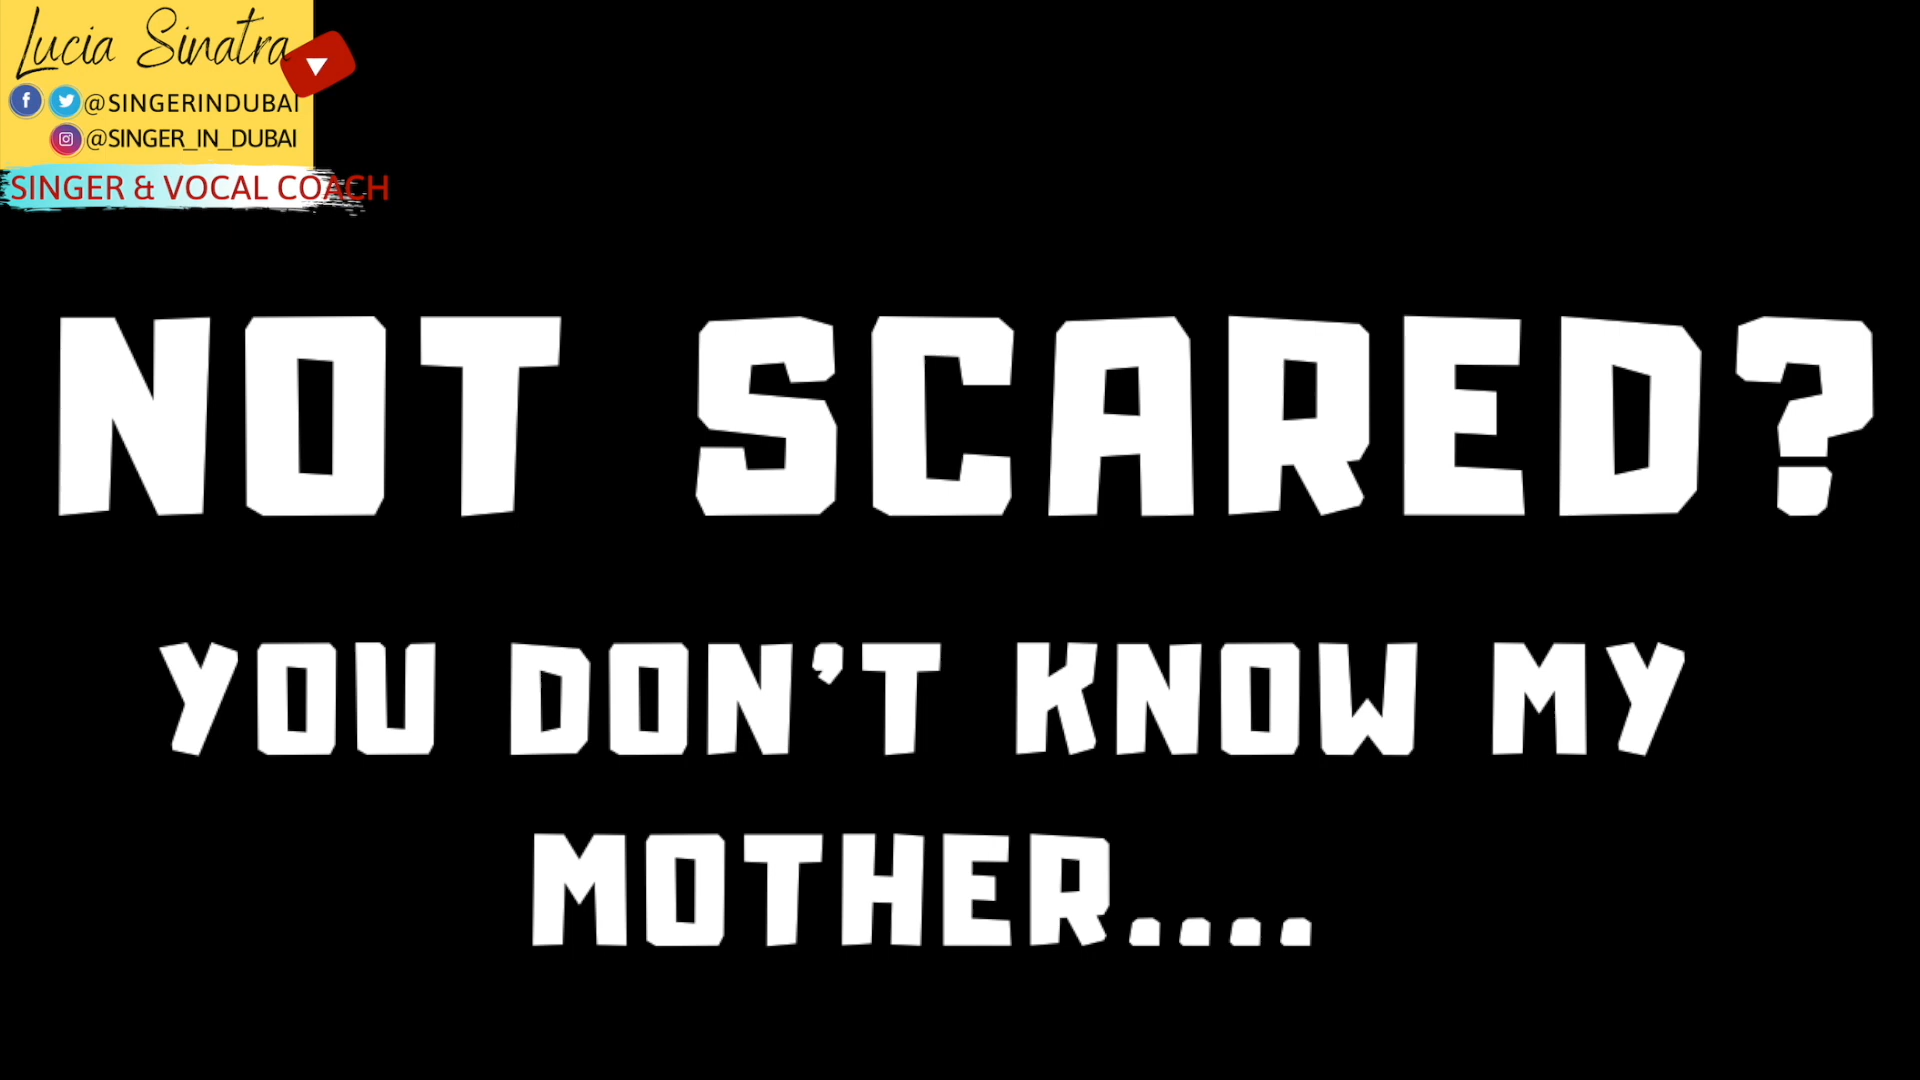 Lucia Sinatra
@SINGERINDUBAI
@SINGER_IN_DUBAI
SINGER & VOCAL COACH
NOT SCARED?
YOU DON'T KNOW MY
MOTHER....